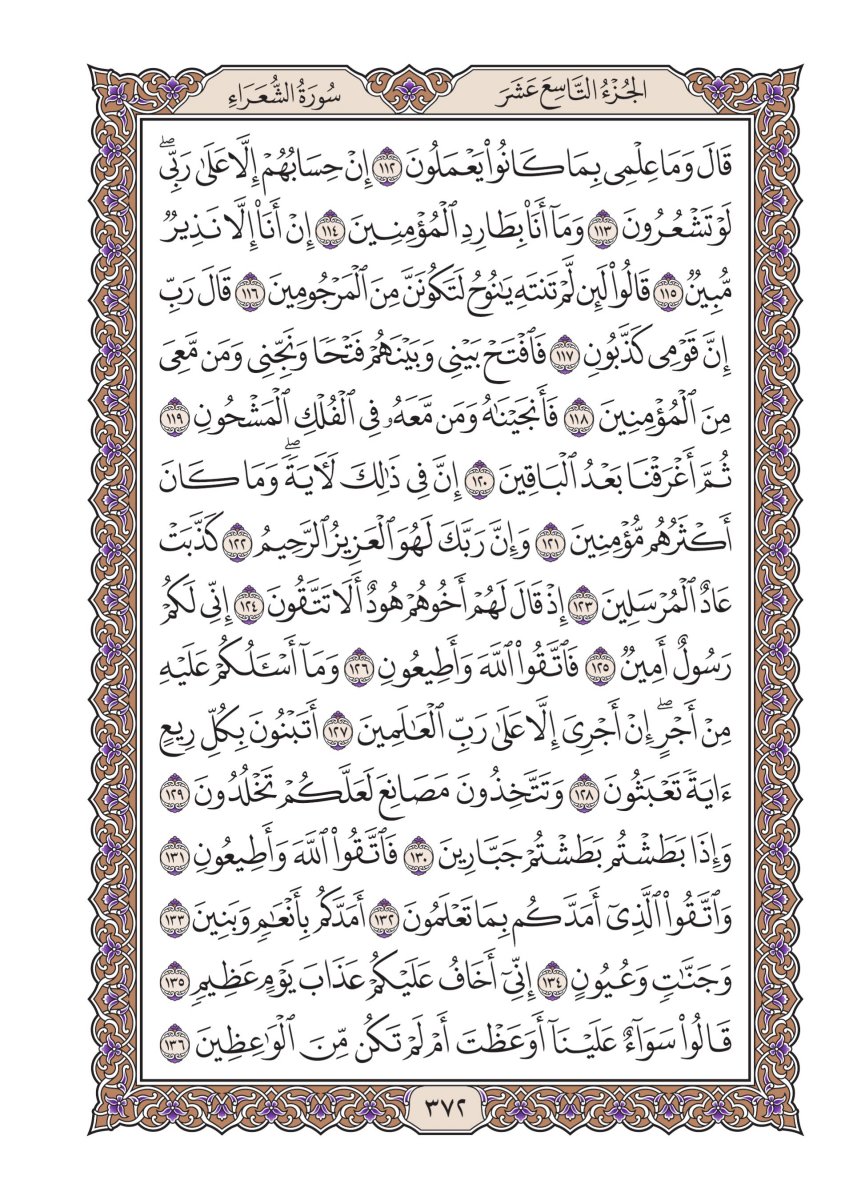 الجُزْءُ التَّاسِعَ عَشَرَ
سُورَةُ الشُّعَرَاءِ
قَالَ وَمَا عِلْمِي بِمَا كَانُواْ يَعْمَلُونَ ١١٢ إِنْ حِسَابُهُمْ إِلَّا عَلَىٰ رَبِّيۖ
لَوْ تَشْعُرُونَ ١١٣ وَمَآ أَنَا۠ بِطَارِدِ ٱلْمُؤْمِنِينَ ١١٤ إِنْ أَنَا۠ إِلَّا نَذِيرٞ
مُّبِينٞ ١١٥ قَالُواْ لَئِن لَّمْ تَنتَهِ يَٰنُوحُ لَتَكُونَنَّ مِنَ ٱلْمَرْجُومِينَ ١١٦ قَالَ رَبِّ
إِنَّ قَوْمِي كَذَّبُونِ ١١٧ فَٱفْتَحْ بَيْنِي وَبَيْنَهُمْ فَتْحٗا وَنَجِّنِي وَمَن مَّعِيَ
مِنَ ٱلْمُؤْمِنِينَ ١١٨ فَأَنجَيْنَٰهُ وَمَن مَّعَهُۥ فِي ٱلْفُلْكِ ٱلْمَشْحُونِ ١١٩
ثُمَّ أَغْرَقْنَا بَعْدُ ٱلْبَاقِينَ ١٢٠ إِنَّ فِي ذَٰلِكَ لَأٓيَةٗۖ وَمَا كَانَ
أَكْثَرُهُم مُّؤْمِنِينَ ١٢١ وَإِنَّ رَبَّكَ لَهُوَ ٱلْعَزِيزُ ٱلرَّحِيمُ ١٢٢ كَذَّبَتْ
عَادٌ ٱلْمُرْسَلِينَ ١٢٣ إِذْ قَالَ لَهُمْ أَخُوهُمْ هُودٌ أَلَا تَتَّقُونَ ١٢٤ إِنِّي لَكُمْ
رَسُولٌ أَمِينٞ ١٢٥ فَٱتَّقُواْ ٱللَّهَ وَأَطِيعُونِ ١٢٦ وَمَآ أَسْـَٔلُكُمْ عَلَيْهِ
مِنْ أَجْرٍۖ إِنْ أَجْرِيَ إِلَّا عَلَىٰ رَبِّ ٱلْعَٰلَمِينَ ١٢٧ أَتَبْنُونَ بِكُلِّ رِيعٍ
ءَايَةٗ تَعْبَثُونَ ١٢٨ وَتَتَّخِذُونَ مَصَانِعَ لَعَلَّكُمْ تَخْلُدُونَ ١٢٩
وَإِذَا بَطَشْتُم بَطَشْتُمْ جَبَّارِينَ ١٣٠ فَٱتَّقُواْ ٱللَّهَ وَأَطِيعُونِ ١٣١
وَٱتَّقُواْ ٱلَّذِيٓ أَمَدَّكُم بِمَا تَعْلَمُونَ ١٣٢ أَمَدَّكُم بِأَنْعَٰمٖ وَبَنِينَ ١٣٣
وَجَنَّٰتٖ وَعُيُونٍ ١٣٤ إِنِّيٓ أَخَافُ عَلَيْكُمْ عَذَابَ يَوْمٍ عَظِيمٖ ١٣٥
قَالُواْ سَوَآءٌ عَلَيْنَآ أَوَعَظْتَ أَمْ لَمْ تَكُن مِّنَ ٱلْوَٰعِظِينَ ١٣٦
٣٧٢